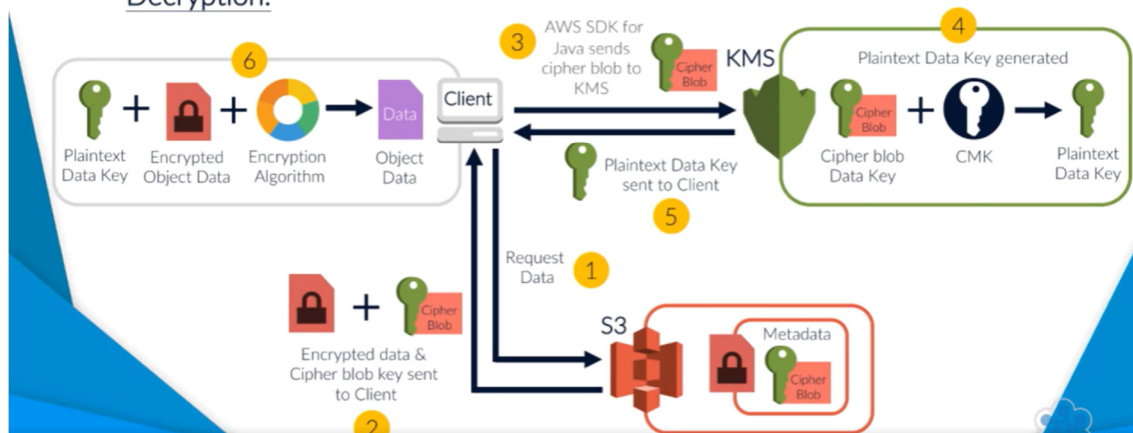 Decryption:
6
Plaintext
Data Key
Encrypted
Object Data
Encryption
Algorithm
Data
Object
Data
Client
3
AWS SDK for
Java sends
cipher blob to
KMS
Cipher
Blob
KMS
4
Plaintext Data Key generated
Cipher
Blob
Cipher blob
Data Key
CMK
Plaintext
Data Key
Plaintext Data Key
sent to Client
5
Request
Data
1
Cipher
Blob
Encrypted data &
Cipher blob key sent
to Client
2
S3
Metadata
Cipher
Blob